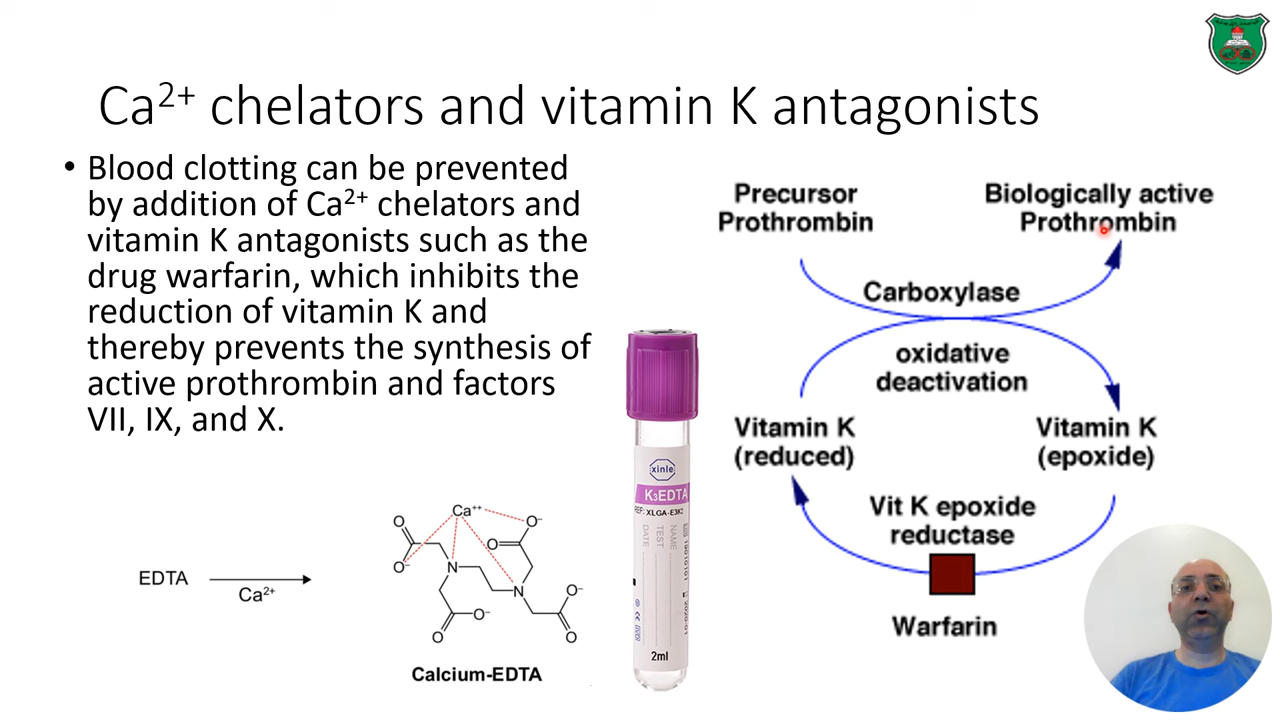 Ca²⁺ chelators and vitamin K antagonists
• Blood clotting can be prevented
by addition of Ca²⁺ chelators and
vitamin K antagonists such as the
drug warfarin, which inhibits the
reduction of vitamin K and
thereby prevents the synthesis of
active prothrombin and factors
VII, IX, and X.
EDTA
Ca²⁺
Ca⁺⁺
O
O⁻
O
O⁻
N
N
O⁻
O
O⁻
O
Calcium-EDTA
xinle
K₃EDTA
REF: XLGA-E3K2
NAME
TEST
DATE
2ml
Precursor
Prothrombin
Biologically active
Prothrombin
Carboxylase
oxidative
deactivation
Vitamin K
(reduced)
Vitamin K
(epoxide)
Vit K epoxide
reductase
Warfarin